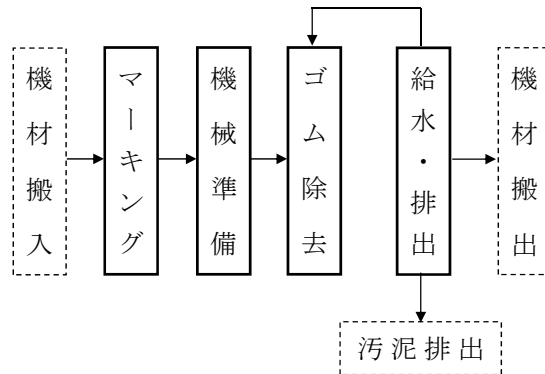 機材搬入
マーキング
機械準備
ゴム除去
給水・排出
機材搬出
汚泥排出